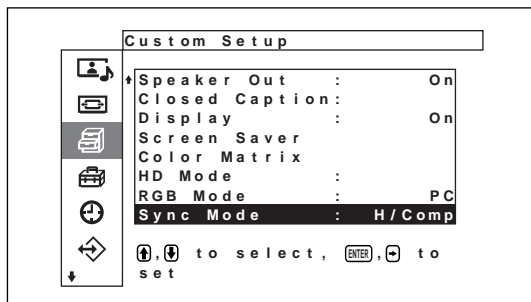 Custom Setup
Speaker Out : On
Closed Caption:
Display : On
Screen Saver
Color Matrix
HD Mode :
RGB Mode : PC
Sync Mode : H/Comp
, to select, ENTER, to
set